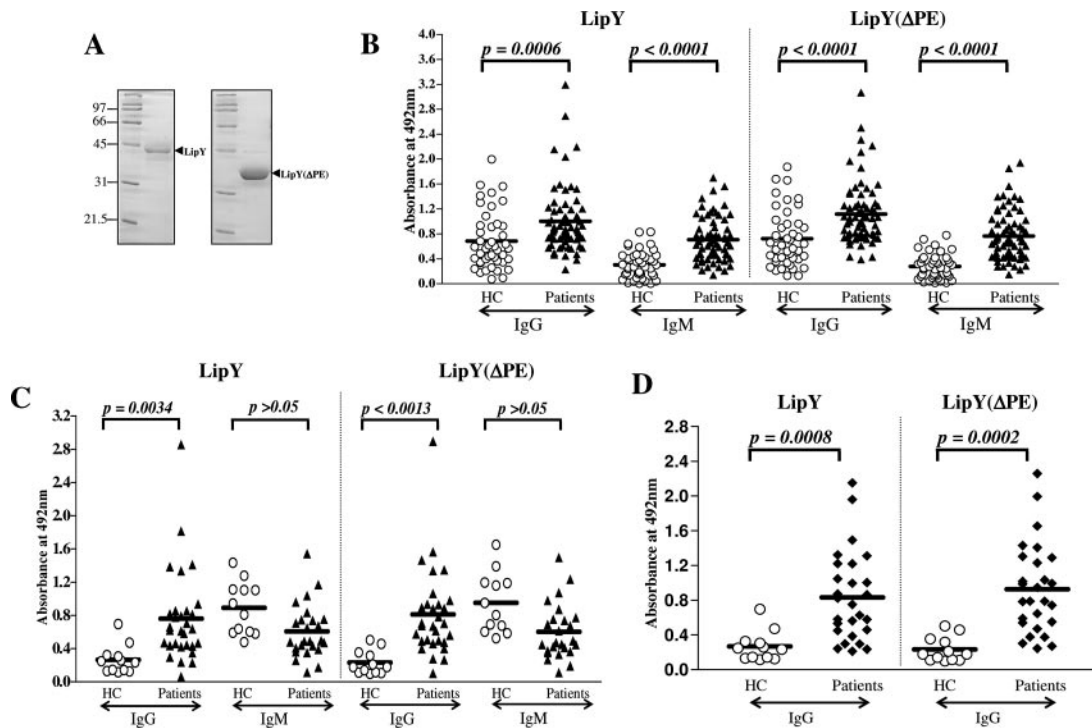 A
97
66
45
31
21.5
LipY
LipY(ΔPE)
B
LipY
LipY(ΔPE)
p = 0.0006
p < 0.0001
p < 0.0001
p < 0.0001
Absorbance at 492nm
4.0
3.6
3.2
2.8
2.4
2.0
1.6
1.2
0.8
0.4
0.0
HC
Patients
HC
Patients
HC
Patients
HC
Patients
IgG
IgM
IgG
IgM
C
LipY
LipY(ΔPE)
p = 0.0034
p >0.05
p < 0.0013
p >0.05
Absorbance at 492nm
3.2
2.8
2.4
2.0
1.6
1.2
0.8
0.4
0.0
HC
Patients
HC
Patients
HC
Patients
HC
Patients
IgG
IgM
IgG
IgM
D
LipY
LipY(ΔPE)
p = 0.0008
p = 0.0002
Absorbance at 492nm
2.8
2.4
2.0
1.6
1.2
0.8
0.4
0.0
HC
Patients
HC
Patients
IgG
IgG